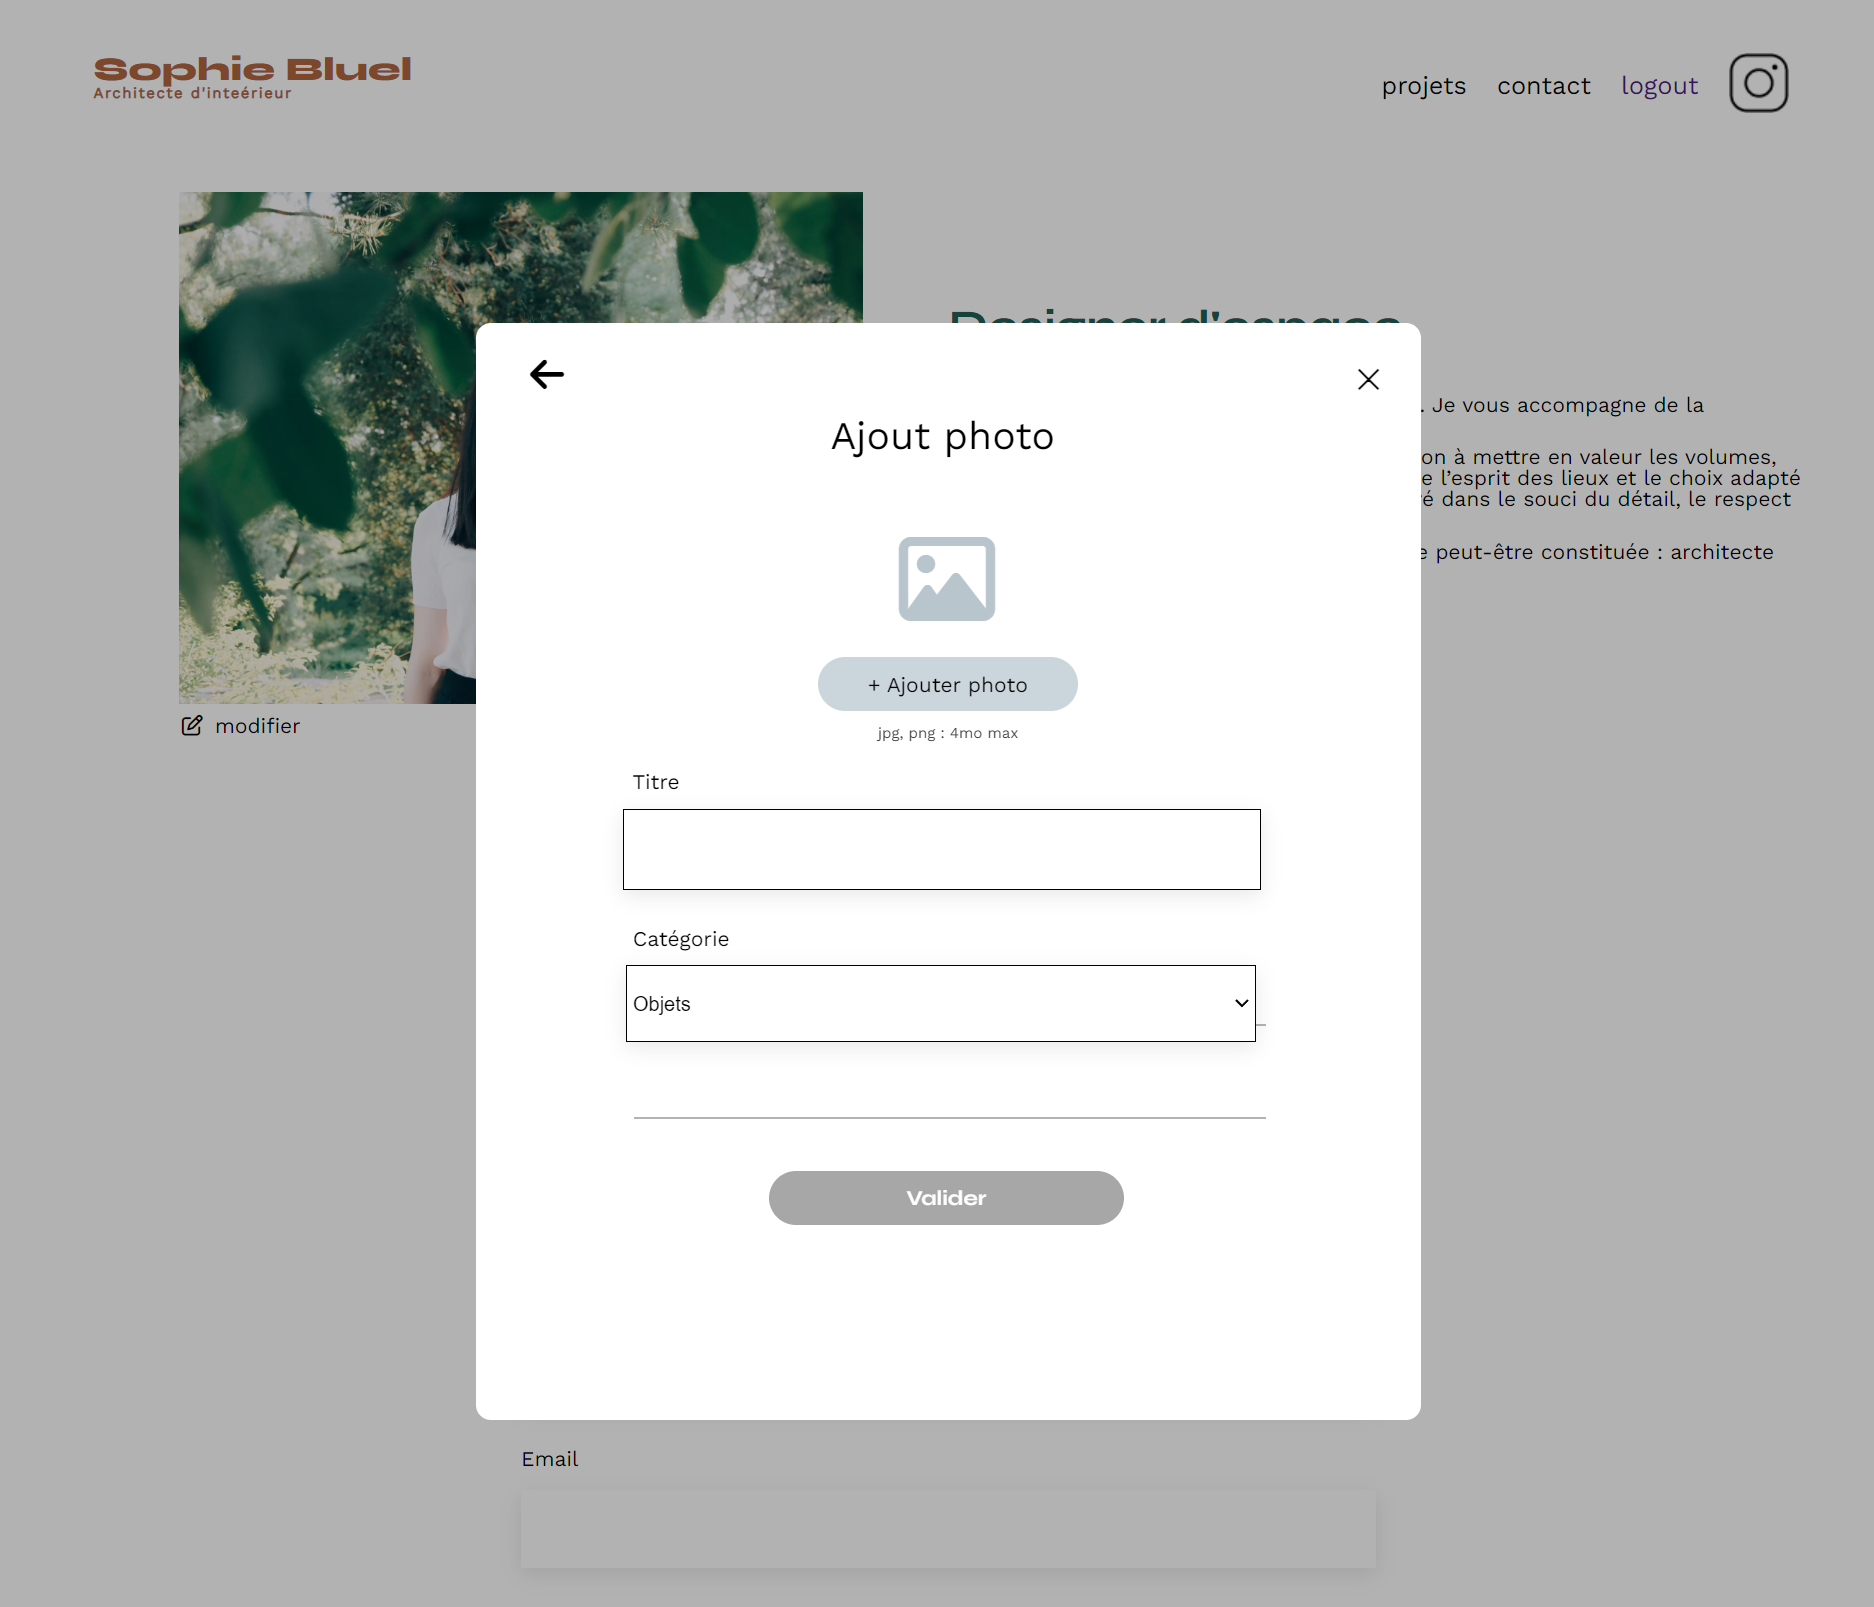 Sophie Bluel
Architecte d'inteérieur
projets
contact
logout
Designer d'espace
. Je vous accompagne de la
on à mettre en valeur les volumes,
e l’esprit des lieux et le choix adapté
é dans le souci du détail, le respect
e peut-être constituée : architecte
modifier
Ajout photo
+ Ajouter photo
jpg, png : 4mo max
Titre
Catégorie
Objets
Valider
Email